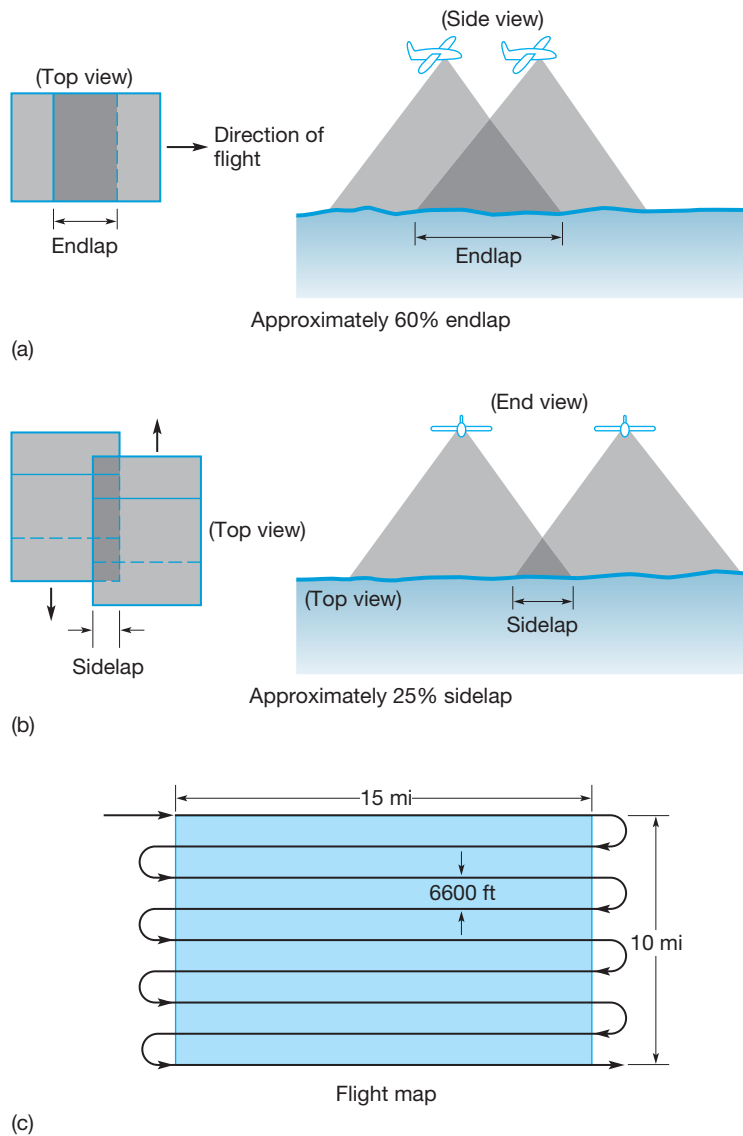 (Side view)
(Top view)
Direction of
flight
Endlap
Endlap
Approximately 60% endlap
(a)
(End view)
(Top view)
(Top view)
Sidelap
Sidelap
Approximately 25% sidelap
(b)
15 mi
6600 ft
10 mi
Flight map
(c)